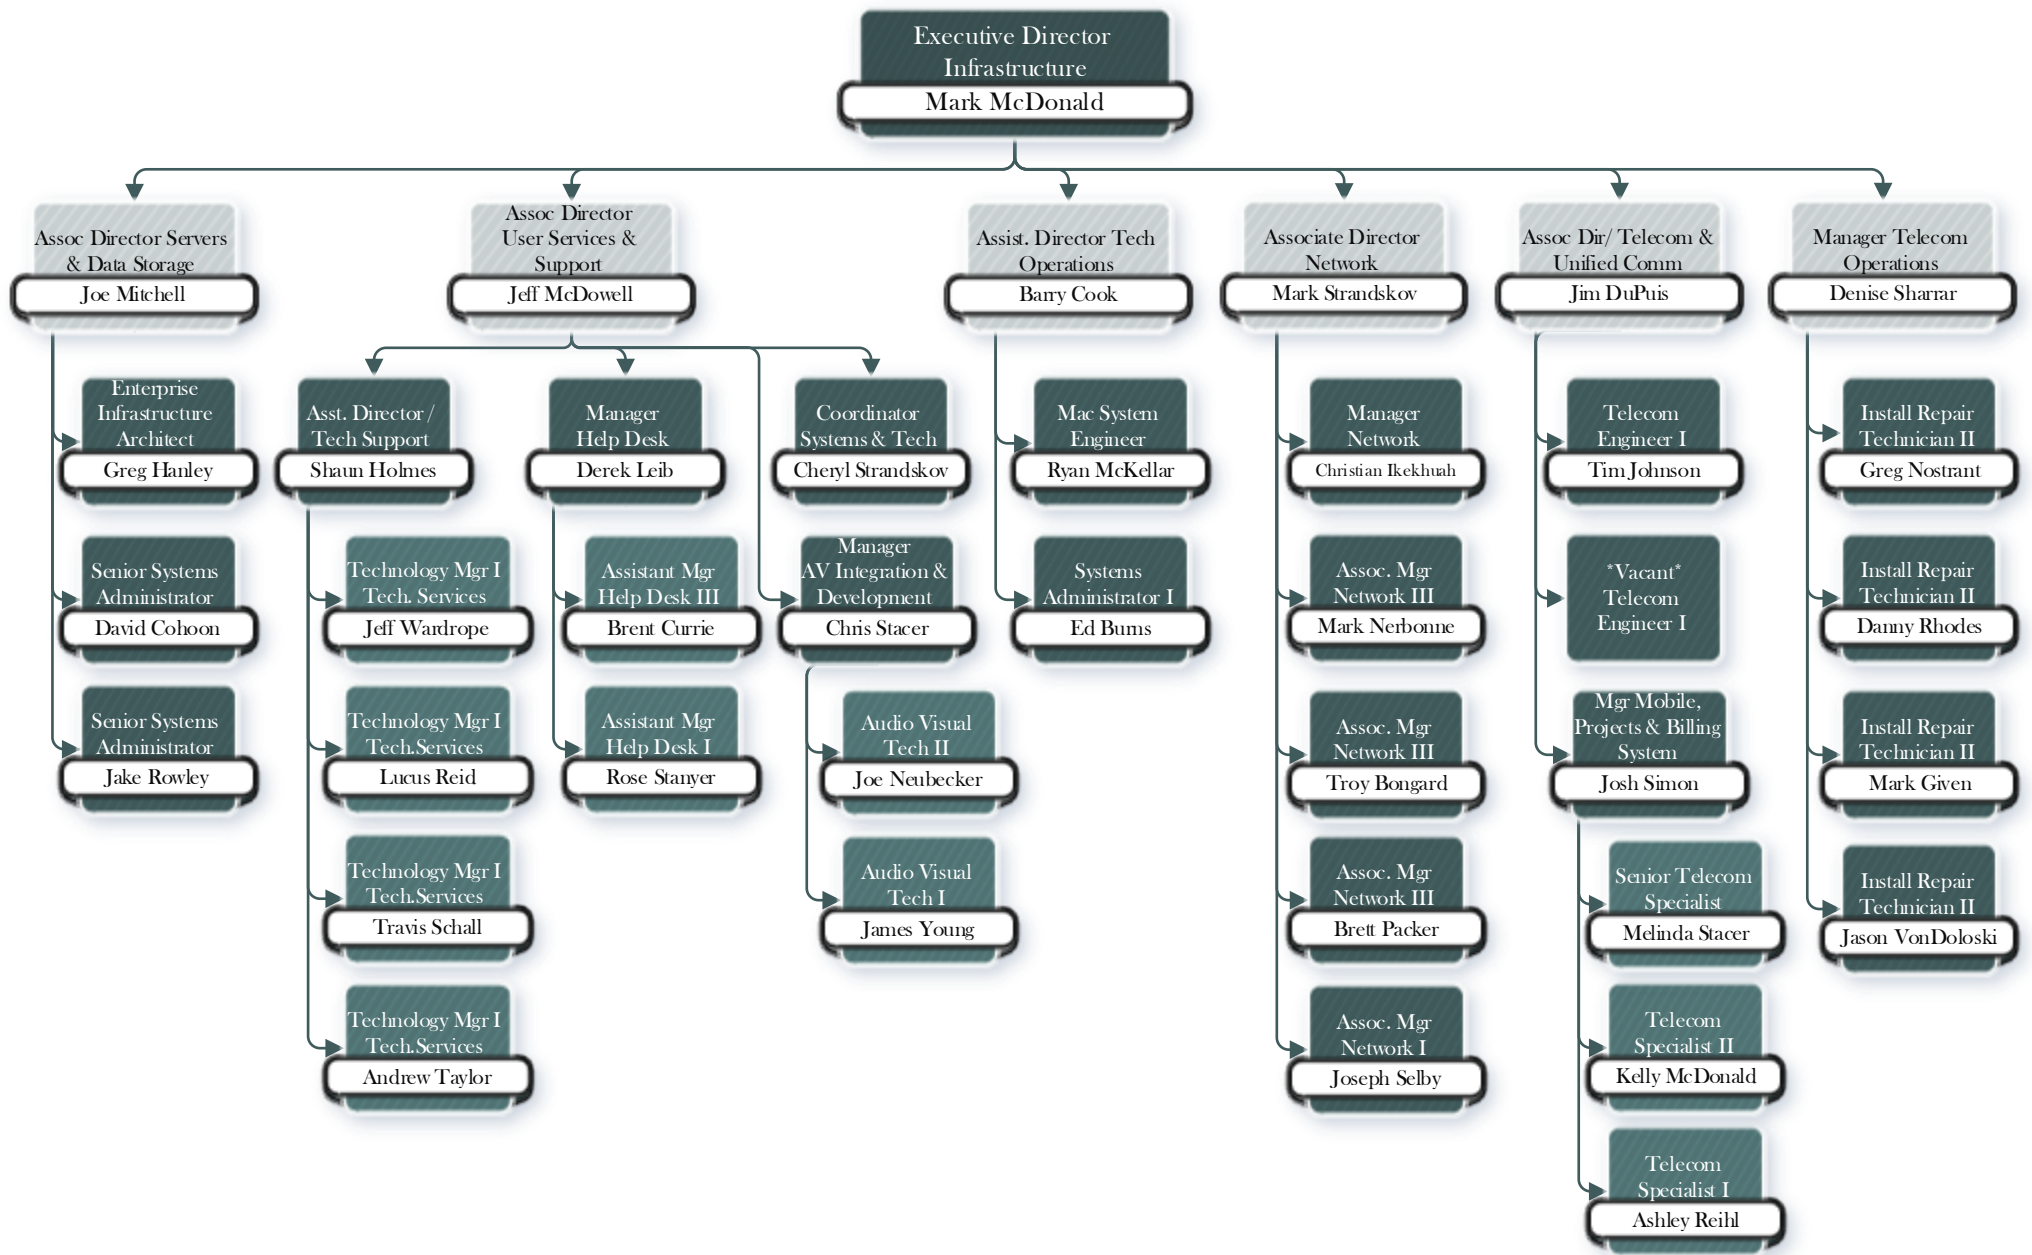 Executive Director
Infrastructure
Mark McDonald
Assoc Director Servers
& Data Storage
Joe Mitchell
Assoc Director
User Services &
Support
Jeff McDowell
Assist. Director Tech
Operations
Barry Cook
Associate Director
Network
Mark Strandskov
Assoc Dir/ Telecom &
Unified Comm
Jim DuPuis
Manager Telecom
Operations
Denise Sharrar
Enterprise
Infrastructure
Architect
Greg Hanley
Asst. Director /
Tech Support
Shaun Holmes
Manager
Help Desk
Derek Leib
Coordinator
Systems & Tech
Cheryl Strandskov
Mac System
Engineer
Ryan McKellar
Manager
Network
Christian Ikekhuah
Telecom
Engineer I
Tim Johnson
Install Repair
Technician II
Greg Nostrant
Senior Systems
Administrator
David Cohoon
Technology Mgr I
Tech. Services
Jeff Wardrope
Assistant Mgr
Help Desk III
Brent Currie
Manager
AV Integration &
Development
Chris Stacer
Systems
Administrator I
Ed Burns
Assoc. Mgr
Network III
Mark Nerbonne
*Vacant*
Telecom
Engineer I
Install Repair
Technician II
Danny Rhodes
Senior Systems
Administrator
Jake Rowley
Technology Mgr I
Tech.Services
Lucus Reid
Assistant Mgr
Help Desk I
Rose Stanyer
Audio Visual
Tech II
Joe Neubecker
Assoc. Mgr
Network III
Troy Bongard
Mgr Mobile,
Projects & Billing
System
Josh Simon
Install Repair
Technician II
Mark Given
Technology Mgr I
Tech.Services
Travis Schall
Audio Visual
Tech I
James Young
Assoc. Mgr
Network III
Brett Packer
Senior Telecom
Specialist
Melinda Stacer
Install Repair
Technician II
Jason VonDoloski
Technology Mgr I
Tech.Services
Andrew Taylor
Assoc. Mgr
Network I
Joseph Selby
Telecom
Specialist II
Kelly McDonald
Telecom
Specialist I
Ashley Reihl